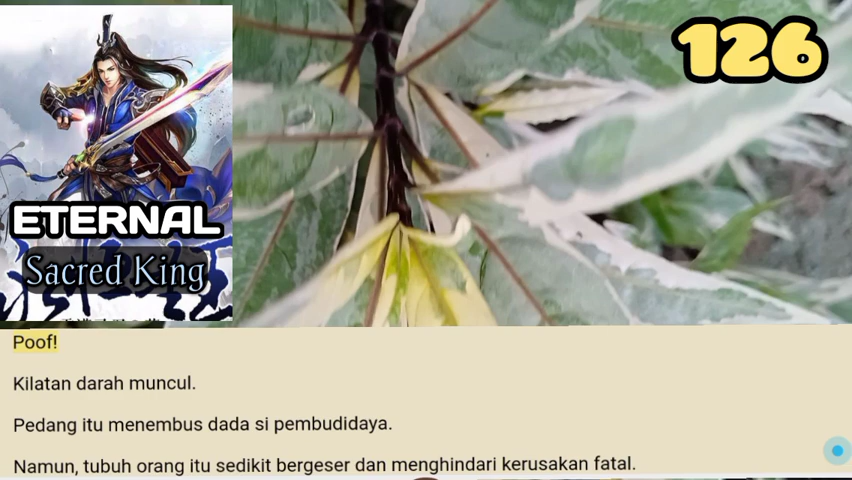 126
ETERNAL
Sacred King
Poof!
Kilatan darah muncul.
Pedang itu menembus dada si pembudidaya.
Namun, tubuh orang itu sedikit bergeser dan menghindari kerusakan fatal.